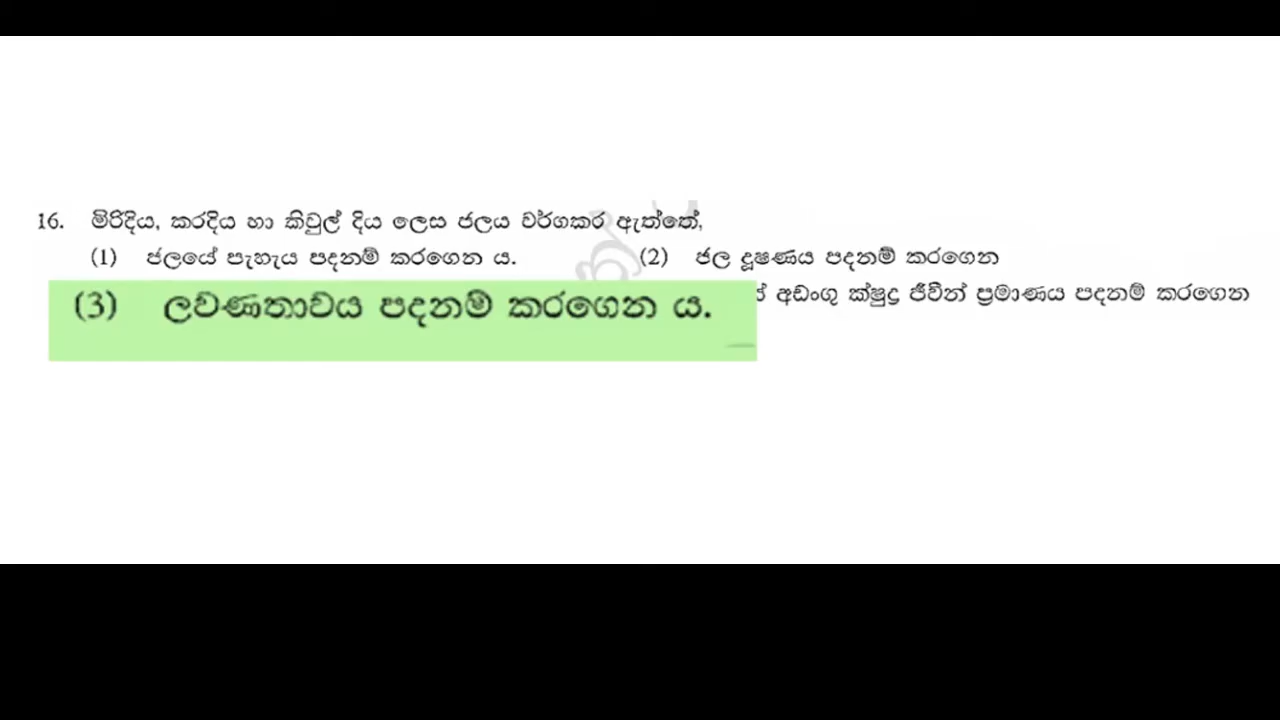 16. මිරිදිය, කරදිය හා කිවුල් දිය ලෙස ජලය වර්ගකර ඇත්තේ,
(1) ජලයේ පැහැය පදනම් කරගෙන ය. (2) ජල දූෂණය පදනම් කරගෙන
(3) ලවණතාවය පදනම් කරගෙන ය. අඩංගු ක්ෂුද්‍ර ජීවීන් ප්‍රමාණය පදනම් කරගෙන